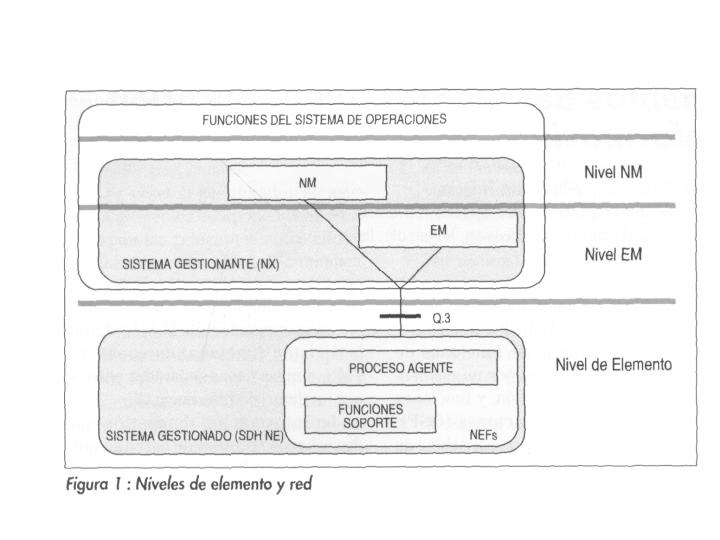 FUNCIONES DEL SISTEMA DE OPERACIONES
Nivel NM
NM
EM
Nivel EM
SISTEMA GESTIONANTE (NX)
Q.3
PROCESO AGENTE
Nivel de Elemento
FUNCIONES
SOPORTE
SISTEMA GESTIONADO (SDH NE)
NEFs
Figura 1 : Niveles de elemento y red